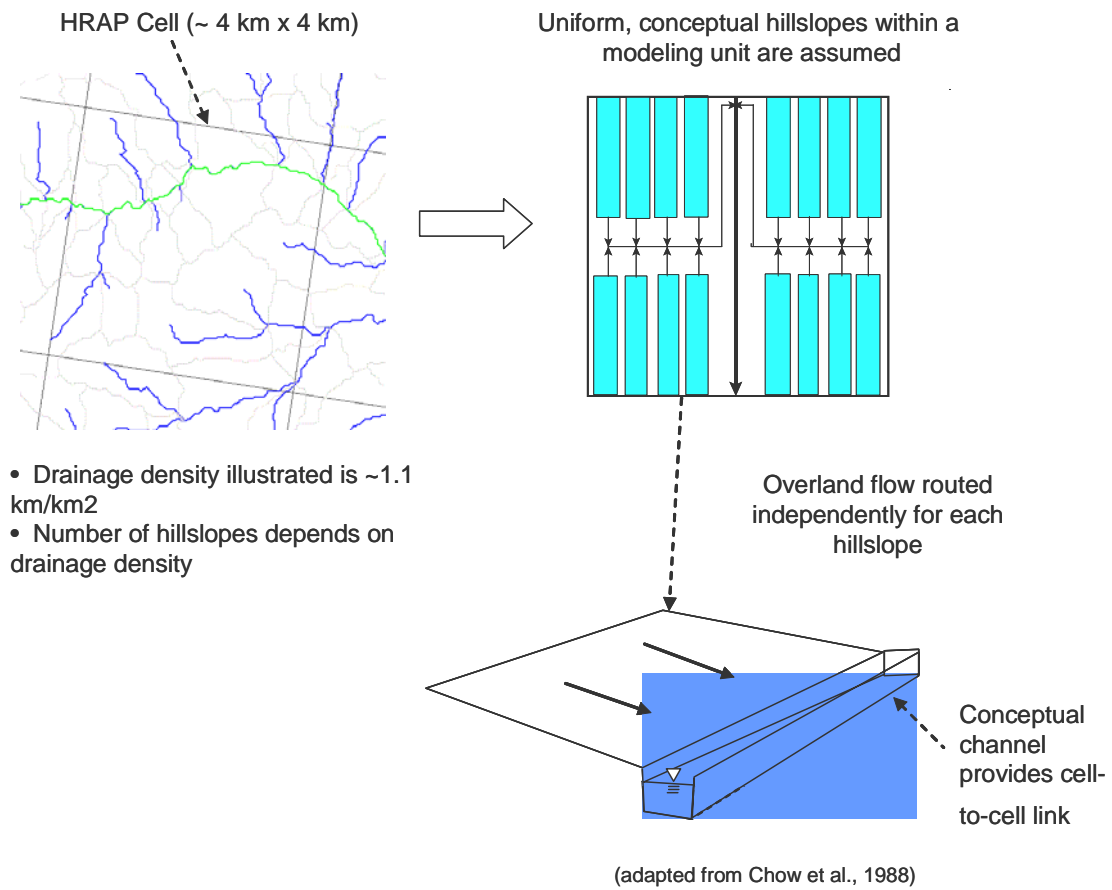 HRAP Cell (~ 4 km x 4 km)
Uniform, conceptual hillslopes within a
modeling unit are assumed
• Drainage density illustrated is ~1.1
km/km2
• Number of hillslopes depends on
drainage density
Overland flow routed
independently for each
hillslope
Conceptual
channel
provides cell-
to-cell link
(adapted from Chow et al., 1988)